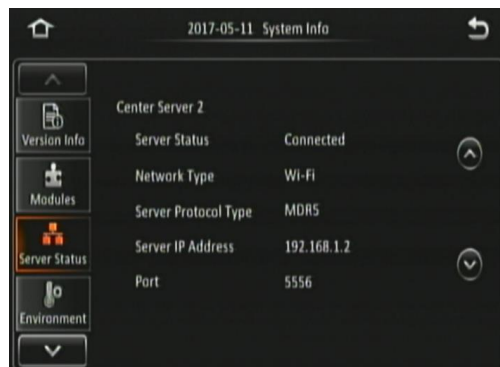 2017-05-11 System Info
Version Info
Modules
Server Status
Environment
Center Server 2
Server Status Connected
Network Type Wi-Fi
Server Protocol Type MDR5
Server IP Address 192.168.1.2
Port 5556